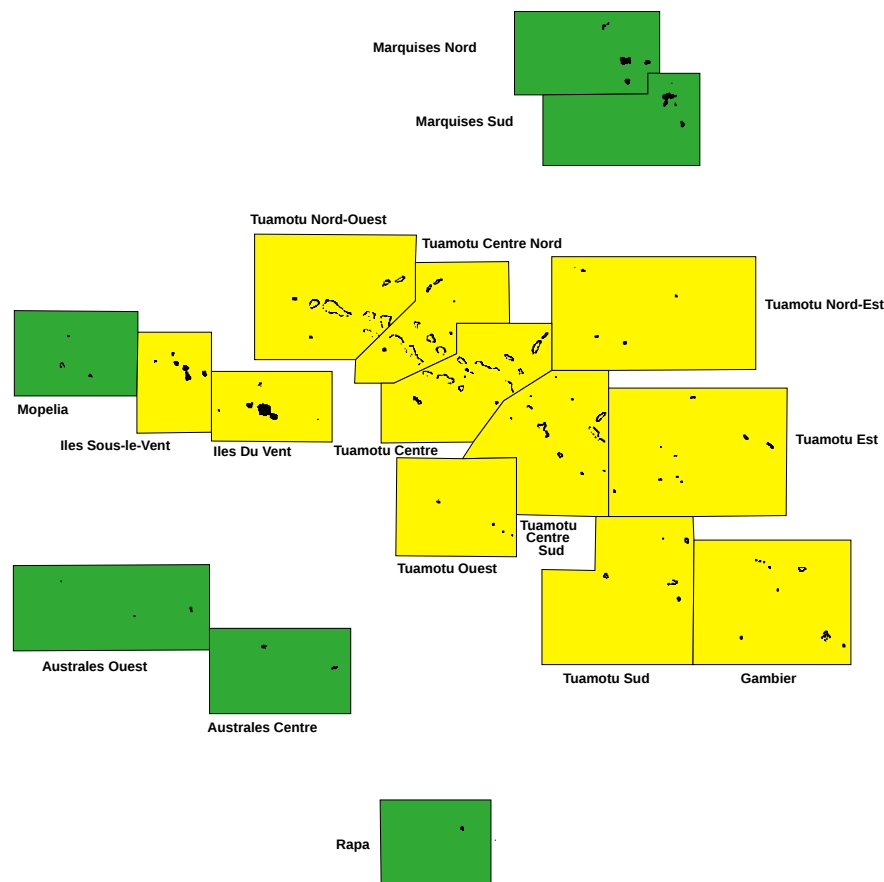 Marquises Nord
Marquises Sud
Tuamotu Nord-Ouest
Tuamotu Centre Nord
Tuamotu Nord-Est
Mopelia
Iles Sous-le-Vent
Iles Du Vent
Tuamotu Centre
Tuamotu Est
Tuamotu
Centre
Sud
Tuamotu Ouest
Australes Ouest
Tuamotu Sud
Gambier
Australes Centre
Rapa